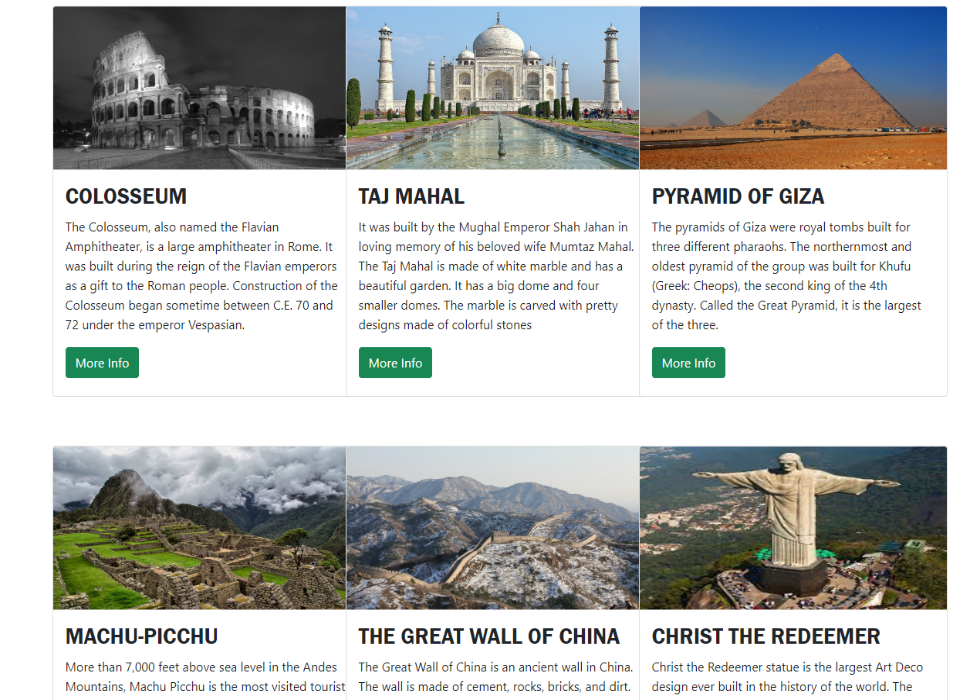 COLOSSEUM
The Colosseum, also named the Flavian
Amphitheater, is a large amphitheater in Rome. It
was built during the reign of the Flavian emperors
as a gift to the Roman people. Construction of the
Colosseum began sometime between C.E. 70 and
72 under the emperor Vespasian.
More Info
TAJ MAHAL
It was built by the Mughal Emperor Shah Jahan in
loving memory of his beloved wife Mumtaz Mahal.
The Taj Mahal is made of white marble and has a
beautiful garden. It has a big dome and four
smaller domes. The marble is carved with pretty
designs made of colorful stones
More Info
PYRAMID OF GIZA
The pyramids of Giza were royal tombs built for
three different pharaohs. The northernmost and
oldest pyramid of the group was built for Khufu
(Greek: Cheops), the second king of the 4th
dynasty. Called the Great Pyramid, it is the largest
of the three.
More Info
MACHU-PICCHU
More than 7,000 feet above sea level in the Andes
Mountains, Machu Picchu is the most visited tourist
THE GREAT WALL OF CHINA
The Great Wall of China is an ancient wall in China.
The wall is made of cement, rocks, bricks, and dirt.
CHRIST THE REDEEMER
Christ the Redeemer statue is the largest Art Deco
design ever built in the history of the world. The